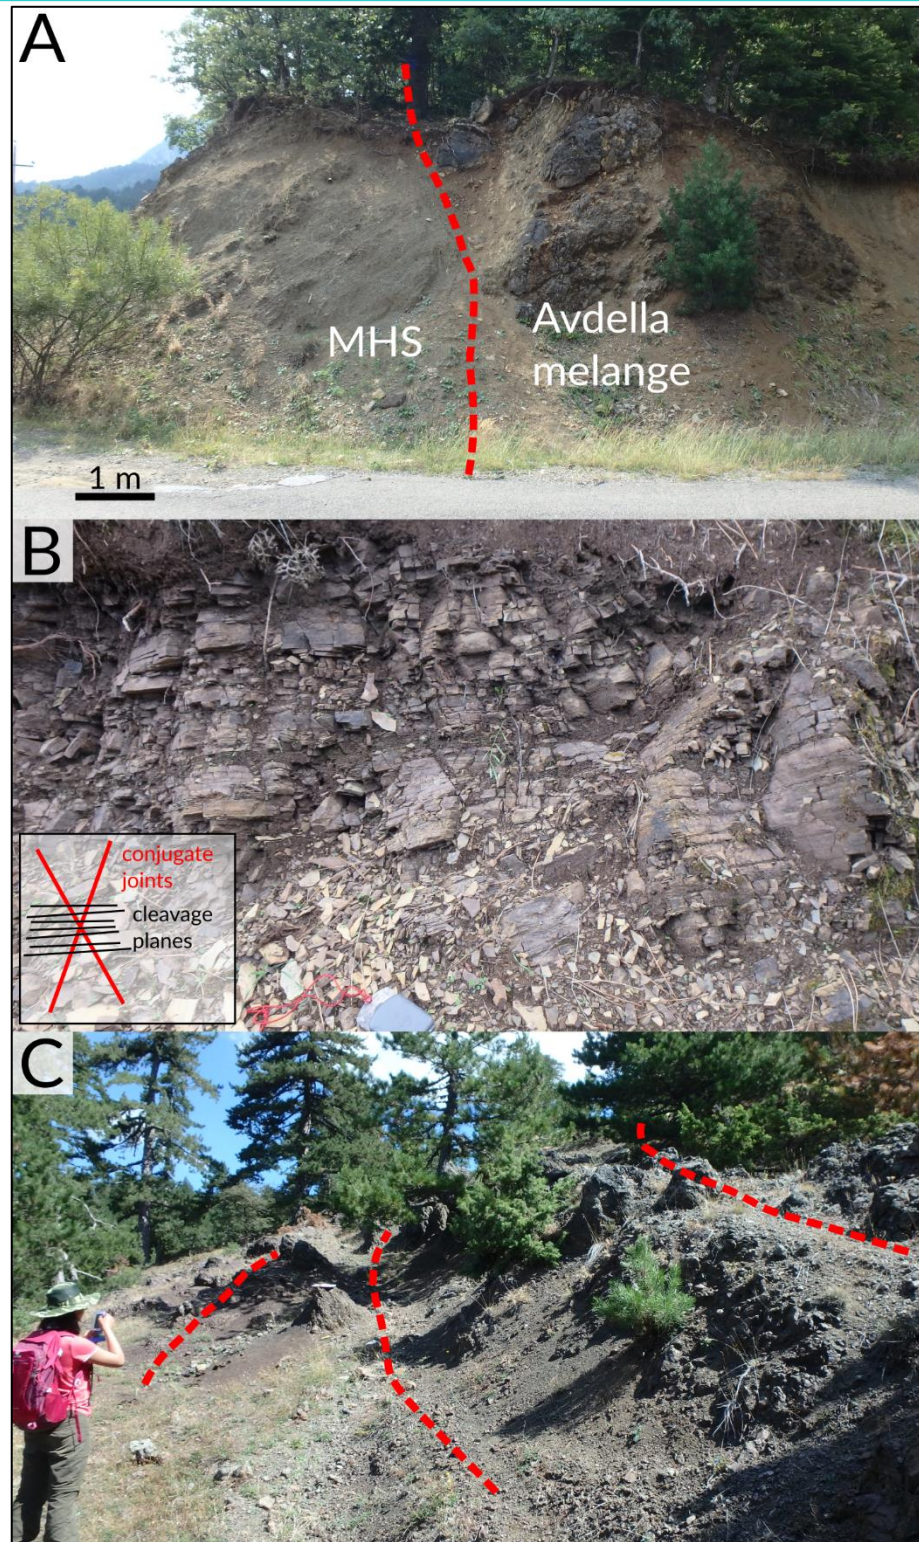 A
MHS
Avdella
melange
1 m
B
conjugate
joints
cleavage
planes
C